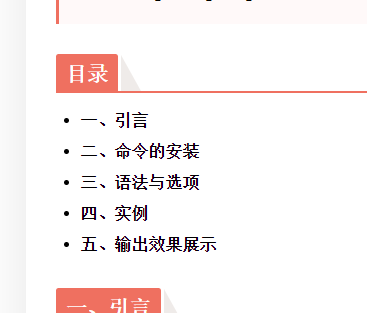 目录
一、引言
二、命令的安装
三、语法与选项
四、实例
五、输出效果展示
一、引言